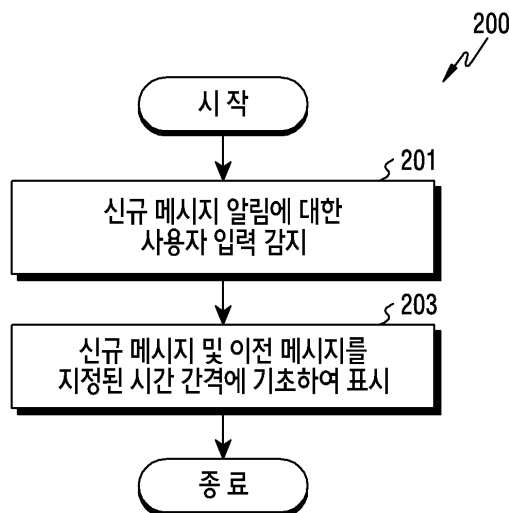 200
시작
201
신규 메시지 알림에 대한
사용자 입력 감지
203
신규 메시지 및 이전 메시지를
지정된 시간 간격에 기초하여 표시
종료